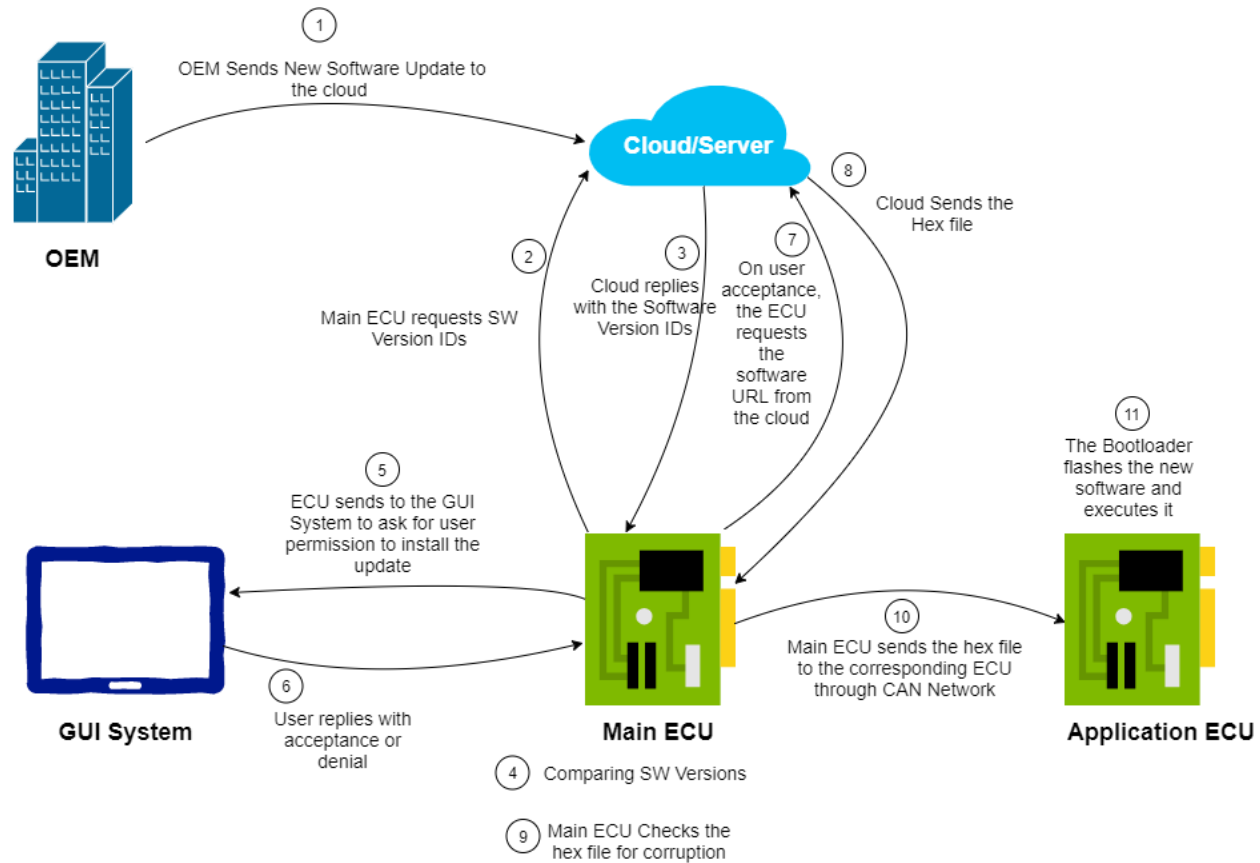 1
OEM Sends New Software Update to
the cloud
Cloud/Server
OEM
2
Main ECU requests SW
Version IDs
3
Cloud replies
with the Software
Version IDs
7
On user
acceptance,
the ECU
requests
the
software
URL from
the cloud
8
Cloud Sends the
Hex file
5
ECU sends to the GUI
System to ask for user
permission to install the
update
11
The Bootloader
flashes the new
software and
executes it
6
User replies with
acceptance or
denial
10
Main ECU sends the hex file
to the corresponding ECU
through CAN Network
GUI System
Main ECU
Application ECU
4
Comparing SW Versions
9
Main ECU Checks the
hex file for corruption